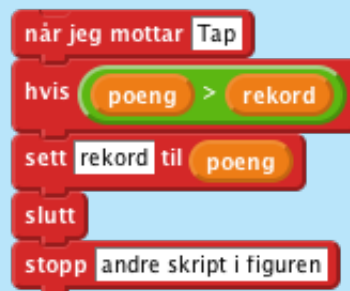 når jeg mottar Tap
hvis poeng > rekord
sett rekord til poeng
slutt
stopp andre skript i figuren